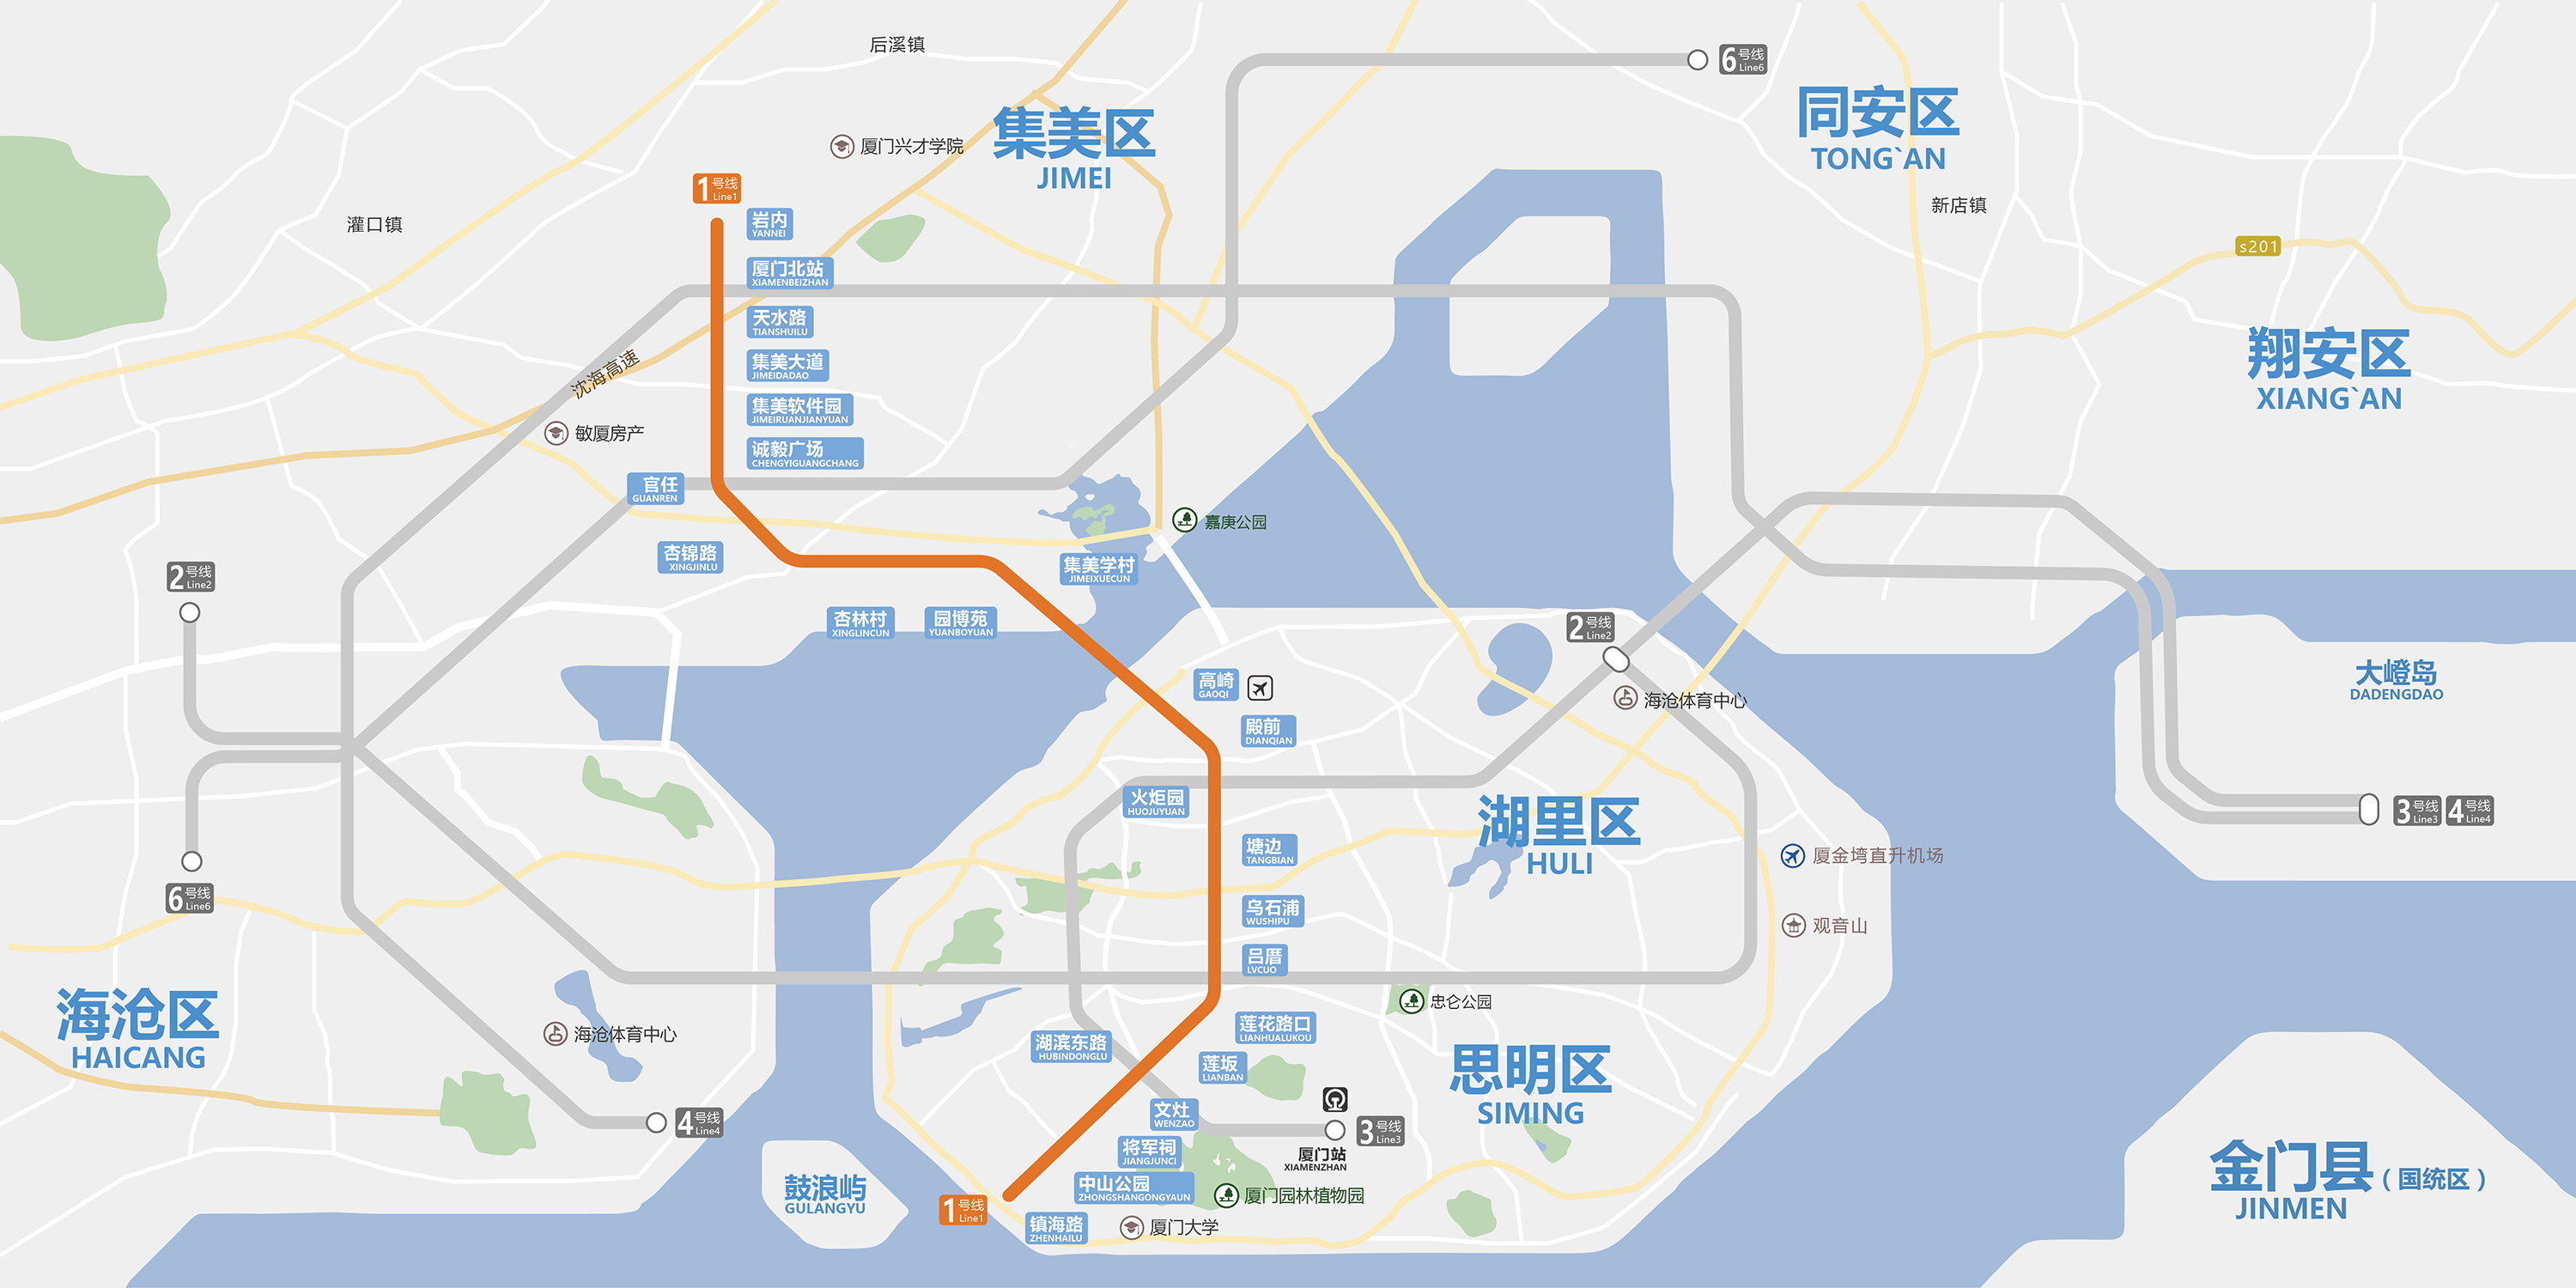 后溪镇
6号线
Line6
集美区
JIMEI
同安区
TONG`AN
厦门兴才学院
1号线
Line1
岩内
YANNEI
灌口镇
新店镇
s201
厦门北站
XIAMENBEIZHAN
天水路
TIANSHUILU
集美大道
JIMEIDADAO
沈海高速
翔安区
XIANG`AN
集美软件园
JIMEIRUANJIANYUAN
敏厦房产
诚毅广场
CHENGYIGUANGCHANG
官任
GUANREN
嘉庚公园
杏锦路
XINGJINLU
集美学村
JIMEIXUECUN
2号线
Line2
杏林村
XINGLINCUN
园博苑
YUANBOYUAN
2号线
Line2
高崎
GAOQI
海沧体育中心
大嶝岛
DADENGDAO
殿前
DIANQIAN
火炬园
HUOJUYUAN
湖里区
HULI
3号线
Line3
4号线
Line4
塘边
TANGBIAN
厦金湾直升机场
6号线
Line6
乌石浦
WUSHIPU
观音山
吕厝
LVCUO
海沧区
HAICANG
忠仑公园
海沧体育中心
湖滨东路
HUBINDONGLU
莲花路口
LIANHUALUKOU
莲坂
LIANBAN
思明区
SIMING
4号线
Line4
文灶
WENZAO
3号线
Line3
将军祠
JIANGJUNCI
厦门站
XIAMENZHAN
金门县(国统区)
JINMEN
鼓浪屿
GULANGYU
中山公园
ZHONGSHANGONGYAUN
厦门园林植物园
1号线
Line1
镇海路
ZHENHAILU
厦门大学